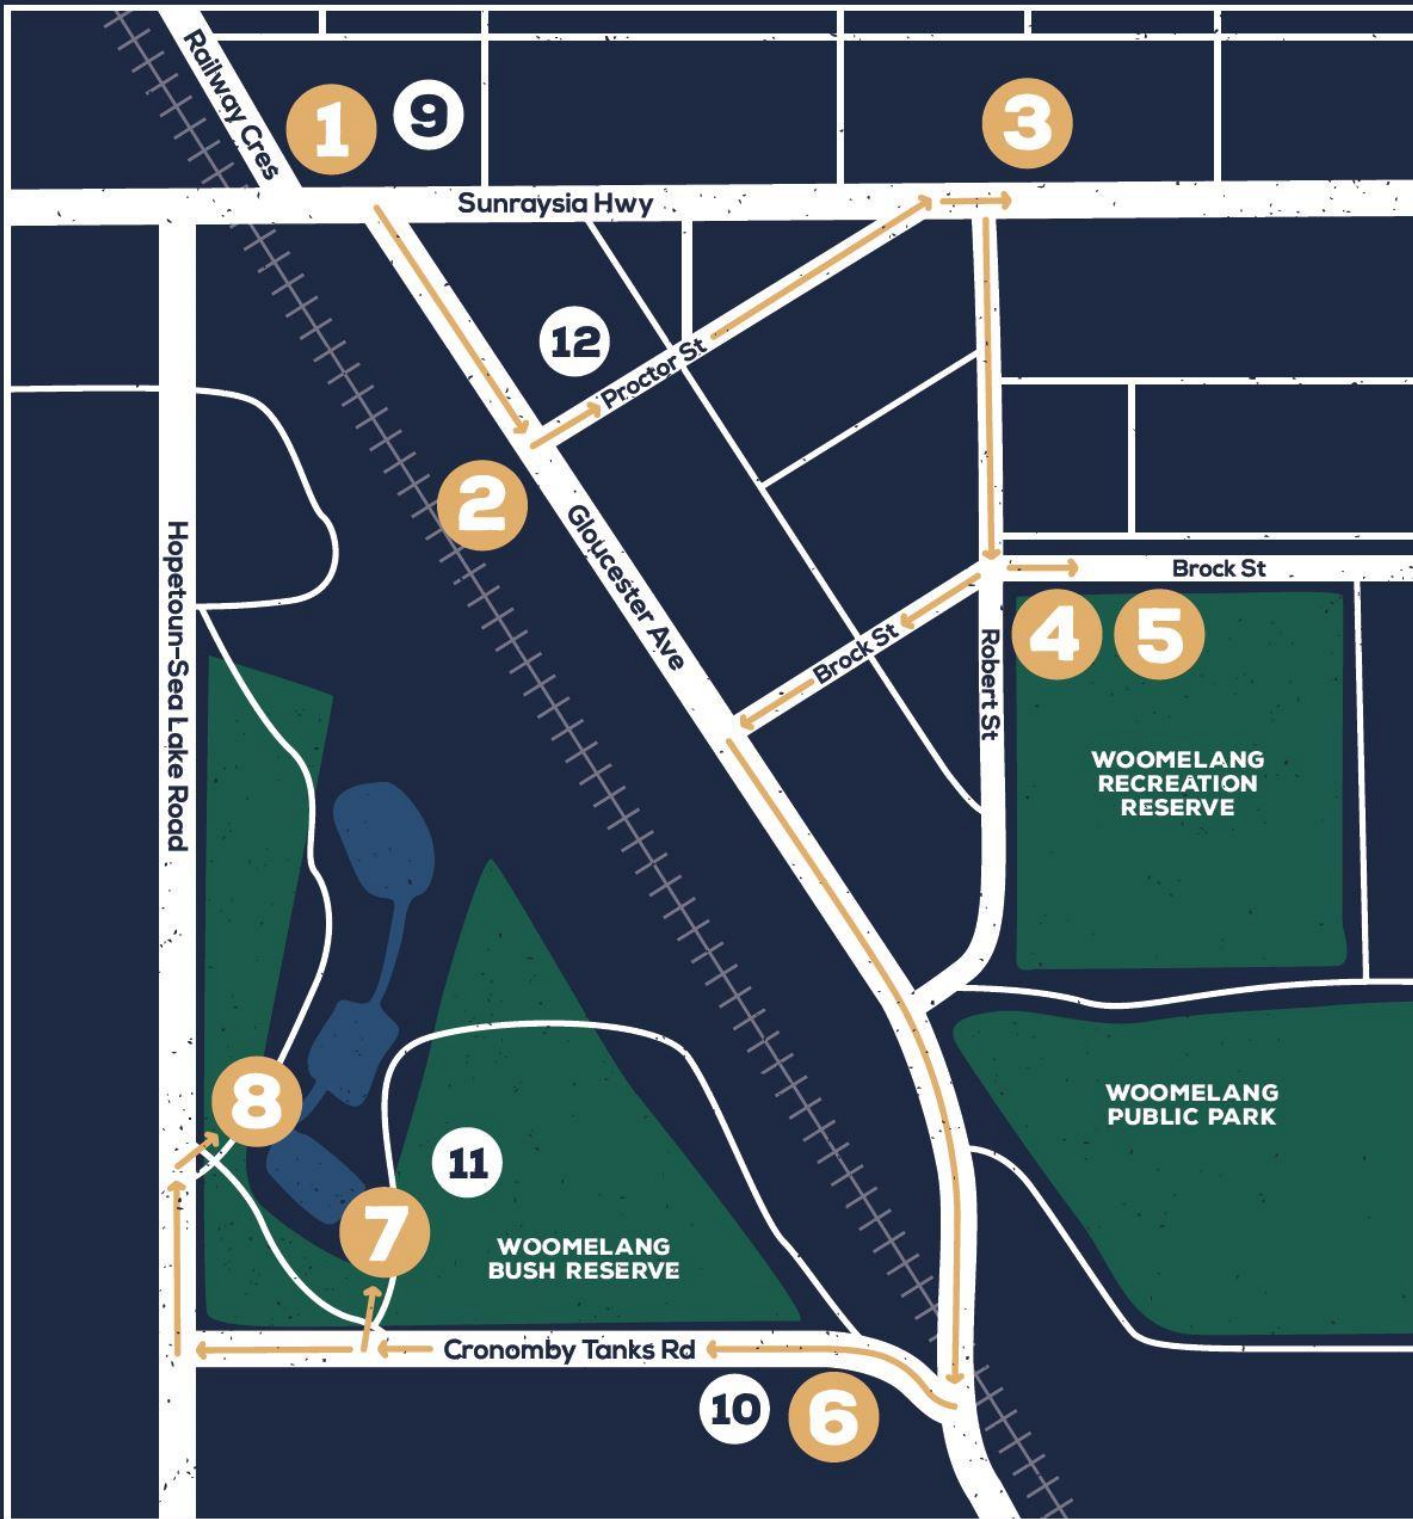 Railway Cres
1
9
3
Sunraysia Hwy
12
Proctor St
2
Gloucester Ave
Hopetoun-Sea Lake Road
Brock St
4
5
Brock St
Robert St
WOOMELANG
RECREATION
RESERVE
8
WOOMELANG
PUBLIC PARK
11
7
WOOMELANG
BUSH RESERVE
Cronomby Tanks Rd
10
6